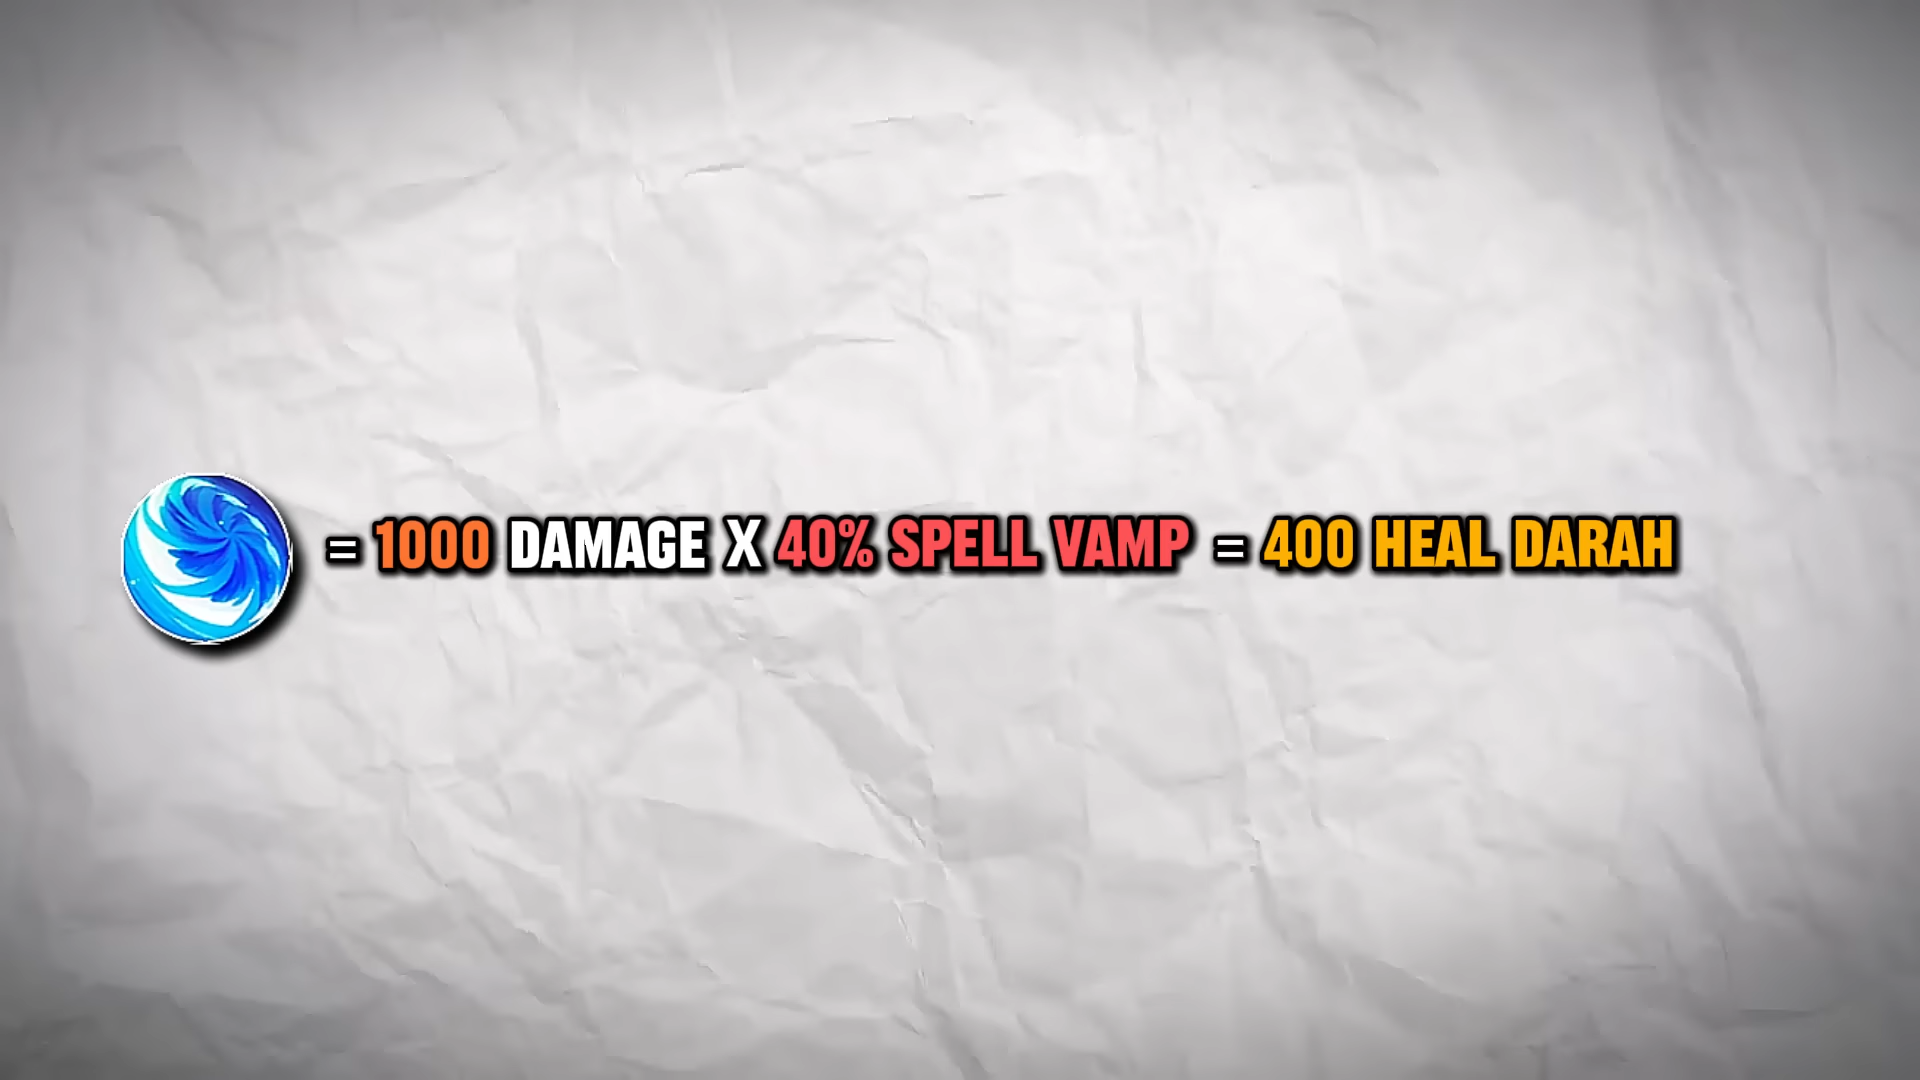 = 1000 DAMAGE X 40% SPELL VAMP = 400 HEAL DARAH